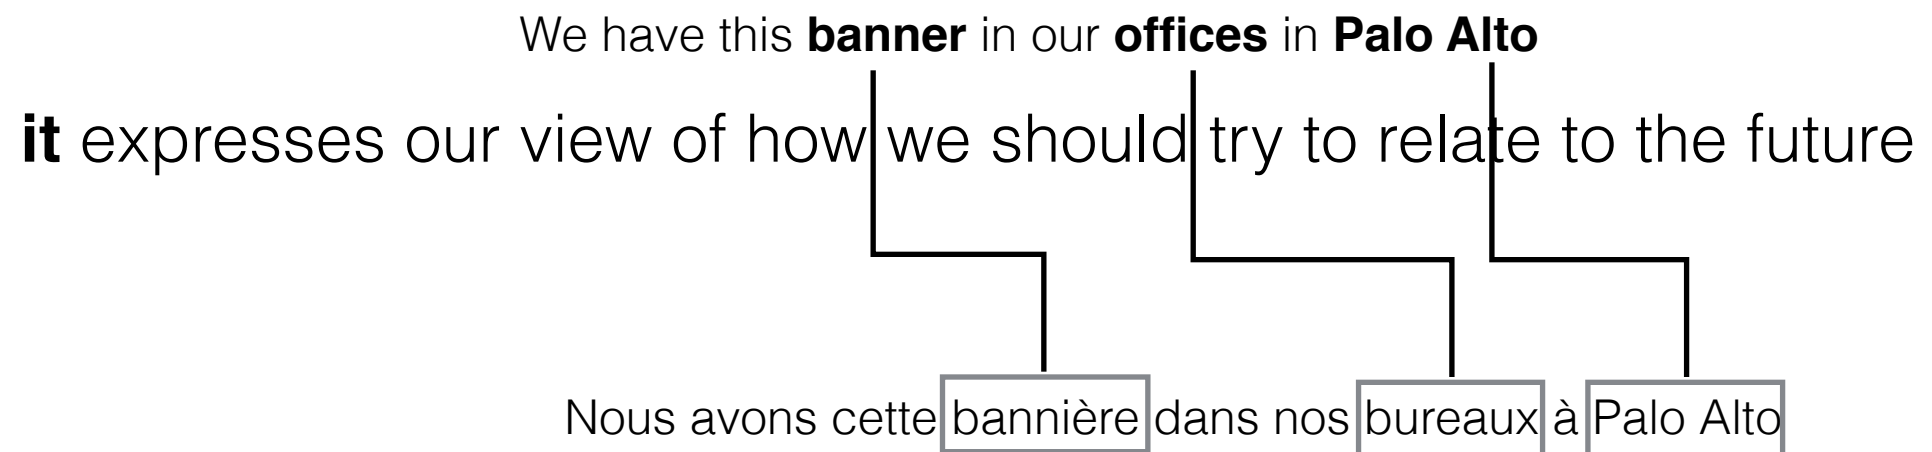 We have this banner in our offices in Palo Alto
it expresses our view of how we should try to relate to the future
Nous avons cette bannière dans nos bureaux à Palo Alto